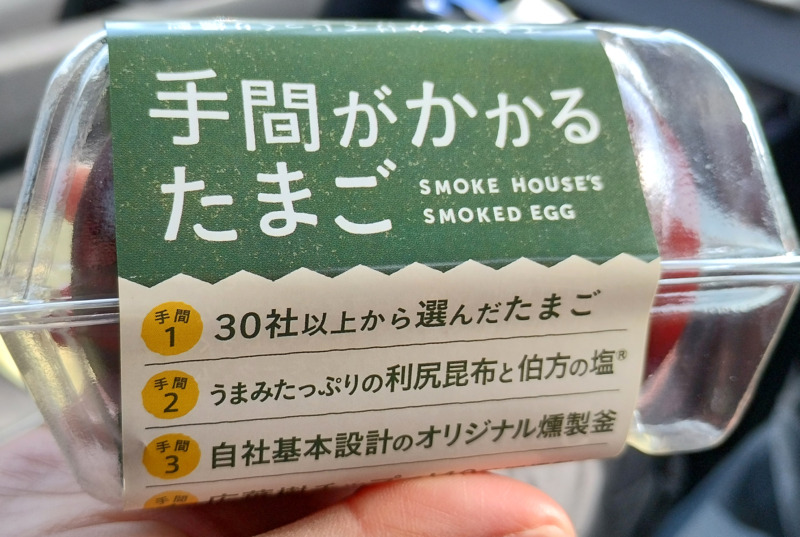 手間がかかる
たまご
SMOKE HOUSE'S
SMOKED EGG
手間
1
30社以上から選んだたまご
手間
2
うまみたっぷりの利尻昆布と伯方の塩®
手間
3
自社基本設計のオリジナル燻製釜
手間